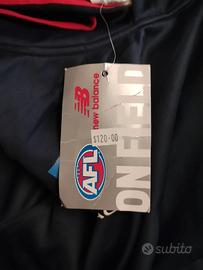 new balance
$120.00
AFL
ON FIELD
subito